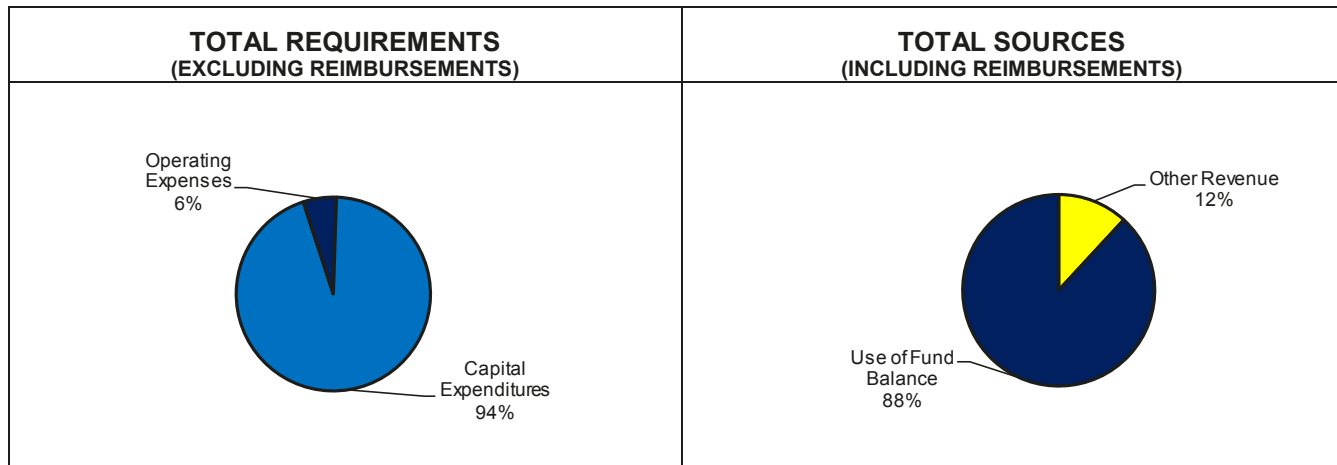 TOTAL REQUIREMENTS
(EXCLUDING REIMBURSEMENTS)
TOTAL SOURCES
(INCLUDING REIMBURSEMENTS)
Operating
Expenses
6%
Capital
Expenditures
94%
Other Revenue
12%
Use of Fund
Balance
88%